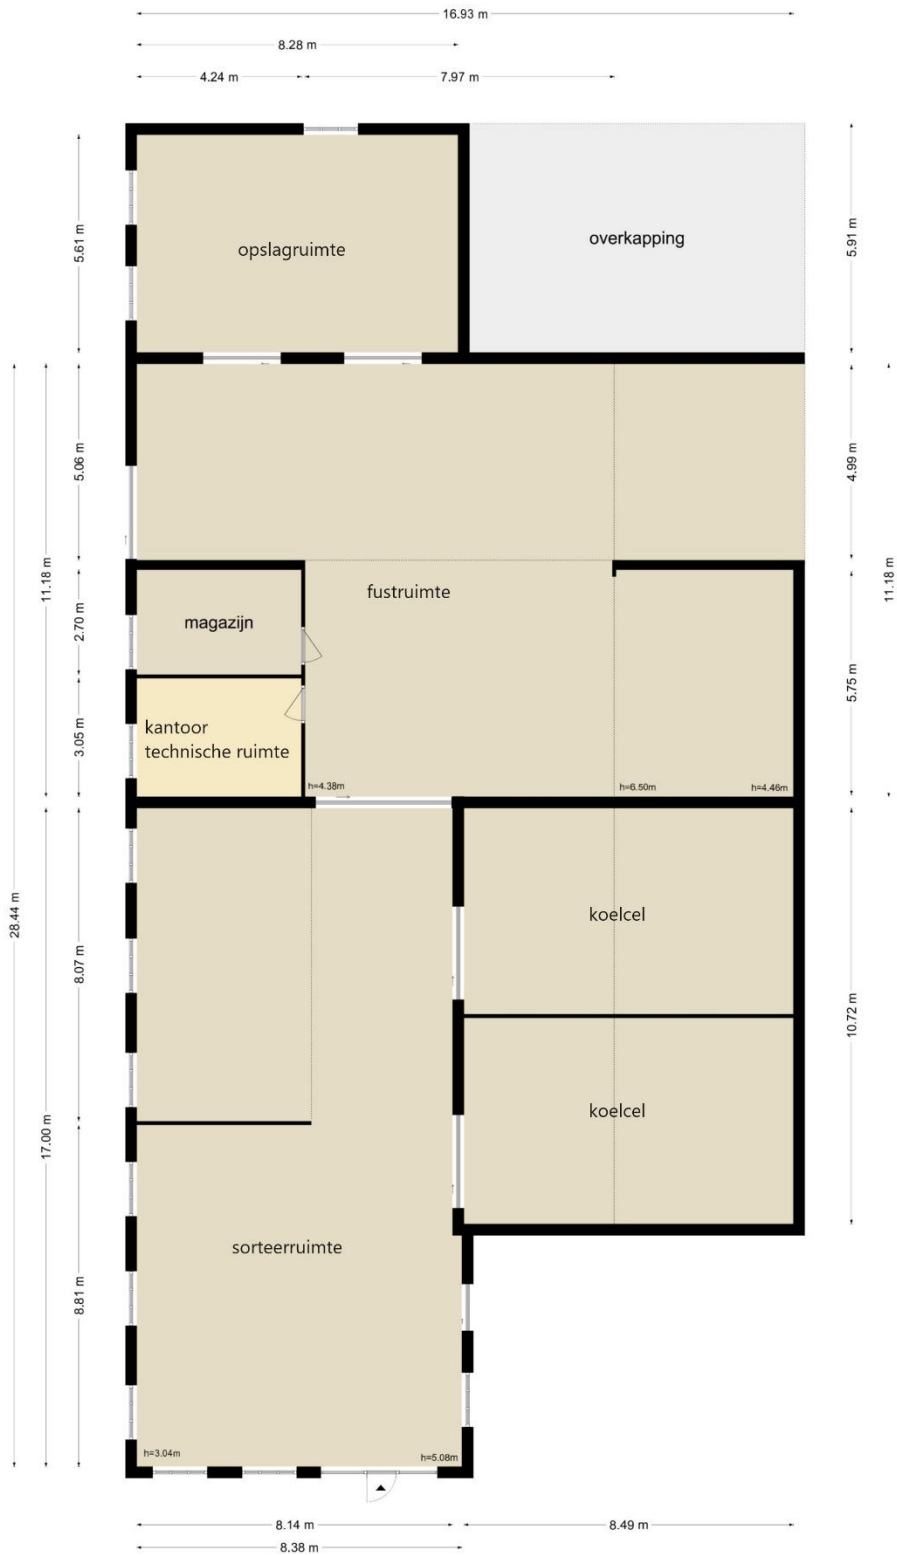 16.93 m
8.28 m
4.24 m
7.97 m
5.61 m
opslagruimte
overkapping
5.91 m
5.06 m
4.99 m
11.18 m
fustruimte
11.18 m
2.70 m
magazijn
5.75 m
3.05 m
kantoor
technische ruimte
h=4.38m
h=6.50m
h=4.46m
28.44 m
8.07 m
koelcel
10.72 m
koelcel
17.00 m
sorteerruimte
8.81 m
h=3.04m
h=5.08m
8.14 m
8.49 m
8.38 m